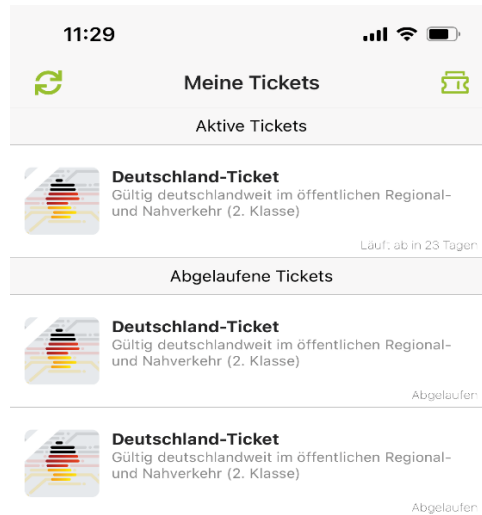 11:29
Meine Tickets
Aktive Tickets
Deutschland-Ticket
Gültig deutschlandweit im öffentlichen Regional-
und Nahverkehr (2. Klasse)
Läuft ab in 23 Tagen
Abgelaufene Tickets
Deutschland-Ticket
Gültig deutschlandweit im öffentlichen Regional-
und Nahverkehr (2. Klasse)
Abgelaufen
Deutschland-Ticket
Gültig deutschlandweit im öffentlichen Regional-
und Nahverkehr (2. Klasse)
Abgelaufen